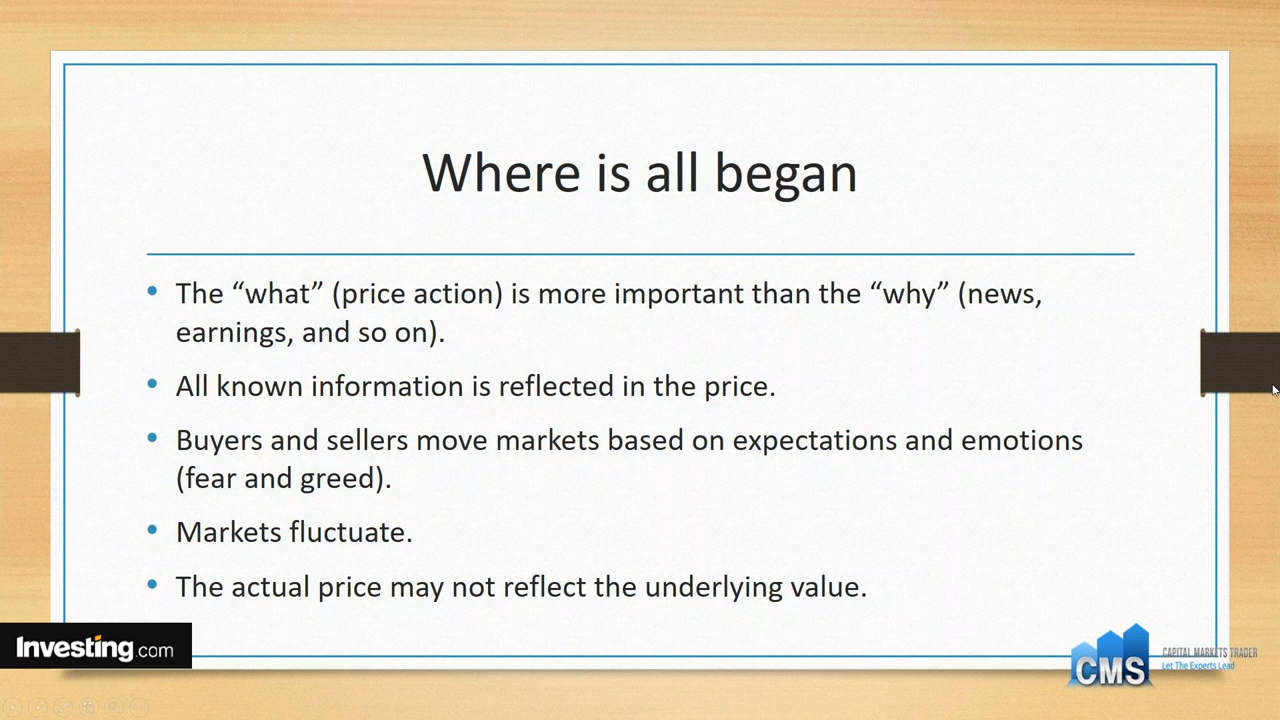 Where is all began
• The “what” (price action) is more important than the “why” (news,
earnings, and so on).
• All known information is reflected in the price.
• Buyers and sellers move markets based on expectations and emotions
(fear and greed).
• Markets fluctuate.
• The actual price may not reflect the underlying value.
Investing.com
CMS
CAPITAL MARKETS TRADER
Let The Experts Lead